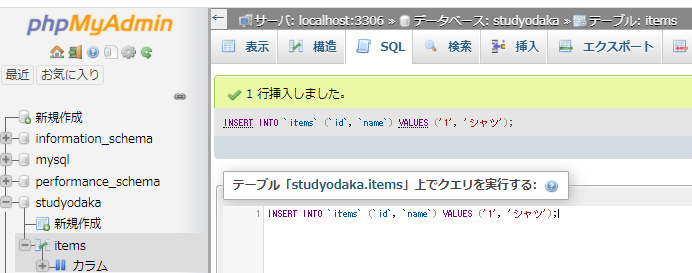 phpMyAdmin
最近 お気に入り
新規作成
information_schema
mysql
performance_schema
studyodaka
新規作成
items
カラム
サーバ: localhost:3306 » データベース: studyodaka » テーブル: items
表示 構造 SQL 検索 挿入 エクスポート
1 行挿入しました。
INSERT INTO `items` (`id`, `name`) VALUES ('1', 'シャツ');
テーブル「studyodaka.items」上でクエリを実行する:
1 INSERT INTO `items` (`id`, `name`) VALUES ('1', 'シャツ');